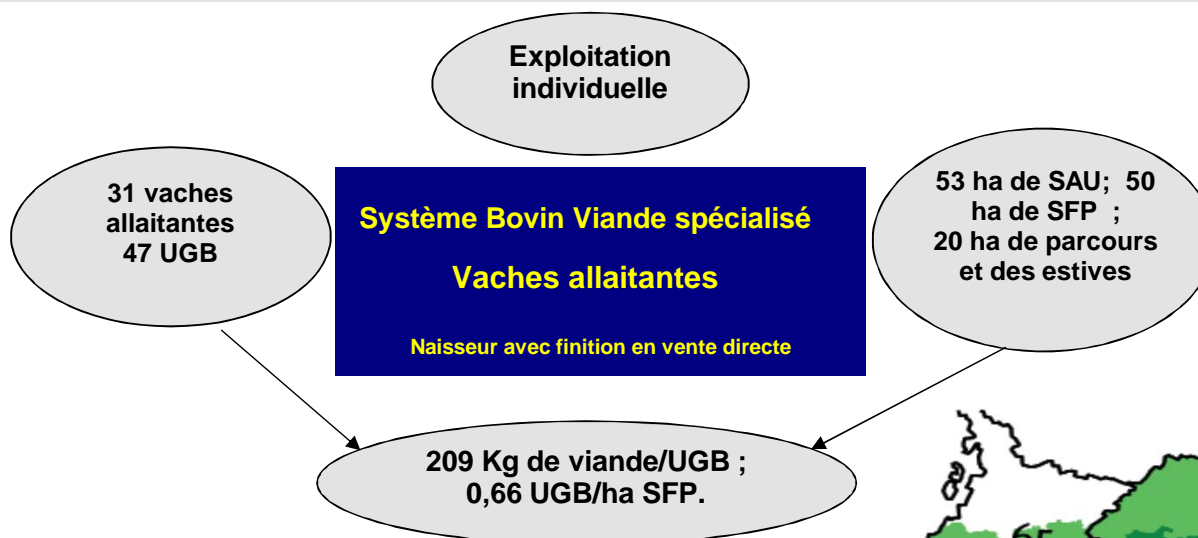 Exploitation
individuelle
31 vaches
allaitantes
47 UGB
Système Bovin Viande spécialisé
Vaches allaitantes
Naisseur avec finition en vente directe
53 ha de SAU; 50
ha de SFP ;
20 ha de parcours
et des estives
209 Kg de viande/UGB ;
0,66 UGB/ha SFP.